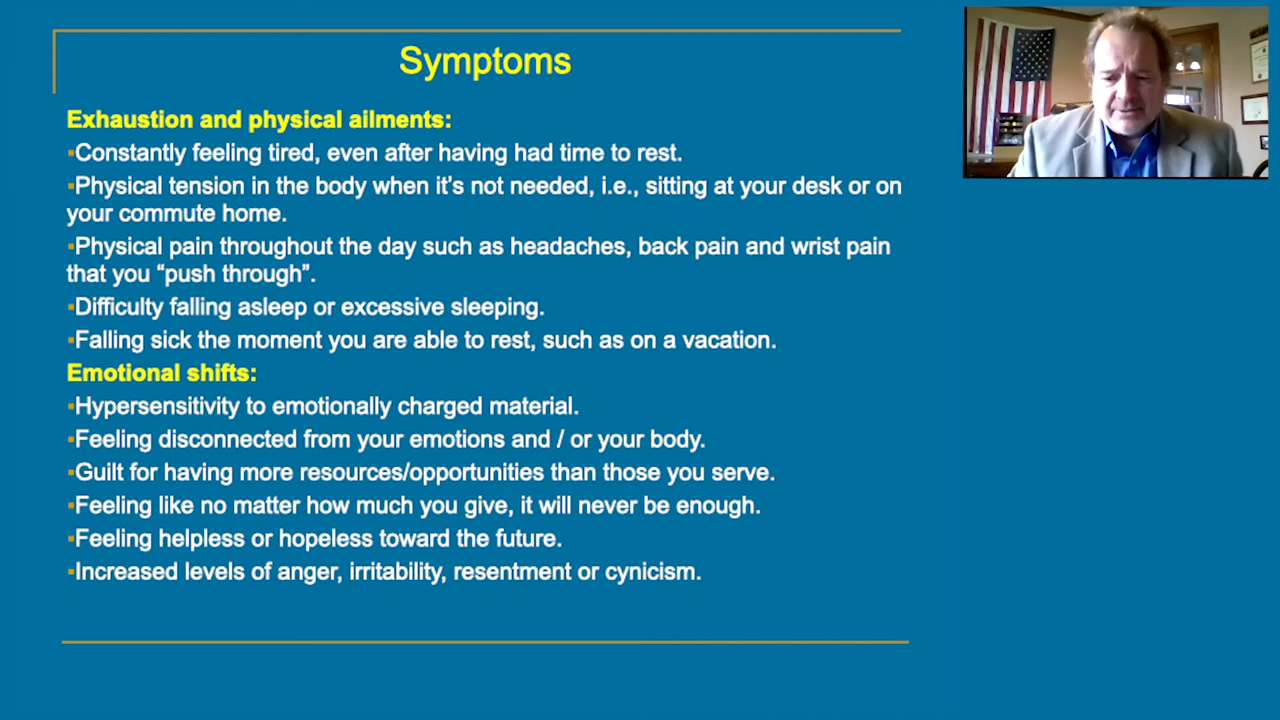 Symptoms
Exhaustion and physical ailments:
▪Constantly feeling tired, even after having had time to rest.
▪Physical tension in the body when it's not needed, i.e., sitting at your desk or on
your commute home.
▪Physical pain throughout the day such as headaches, back pain and wrist pain
that you “push through”.
▪Difficulty falling asleep or excessive sleeping.
▪Falling sick the moment you are able to rest, such as on a vacation.
Emotional shifts:
▪Hypersensitivity to emotionally charged material.
▪Feeling disconnected from your emotions and / or your body.
▪Guilt for having more resources/opportunities than those you serve.
▪Feeling like no matter how much you give, it will never be enough.
▪Feeling helpless or hopeless toward the future.
▪Increased levels of anger, irritability, resentment or cynicism.